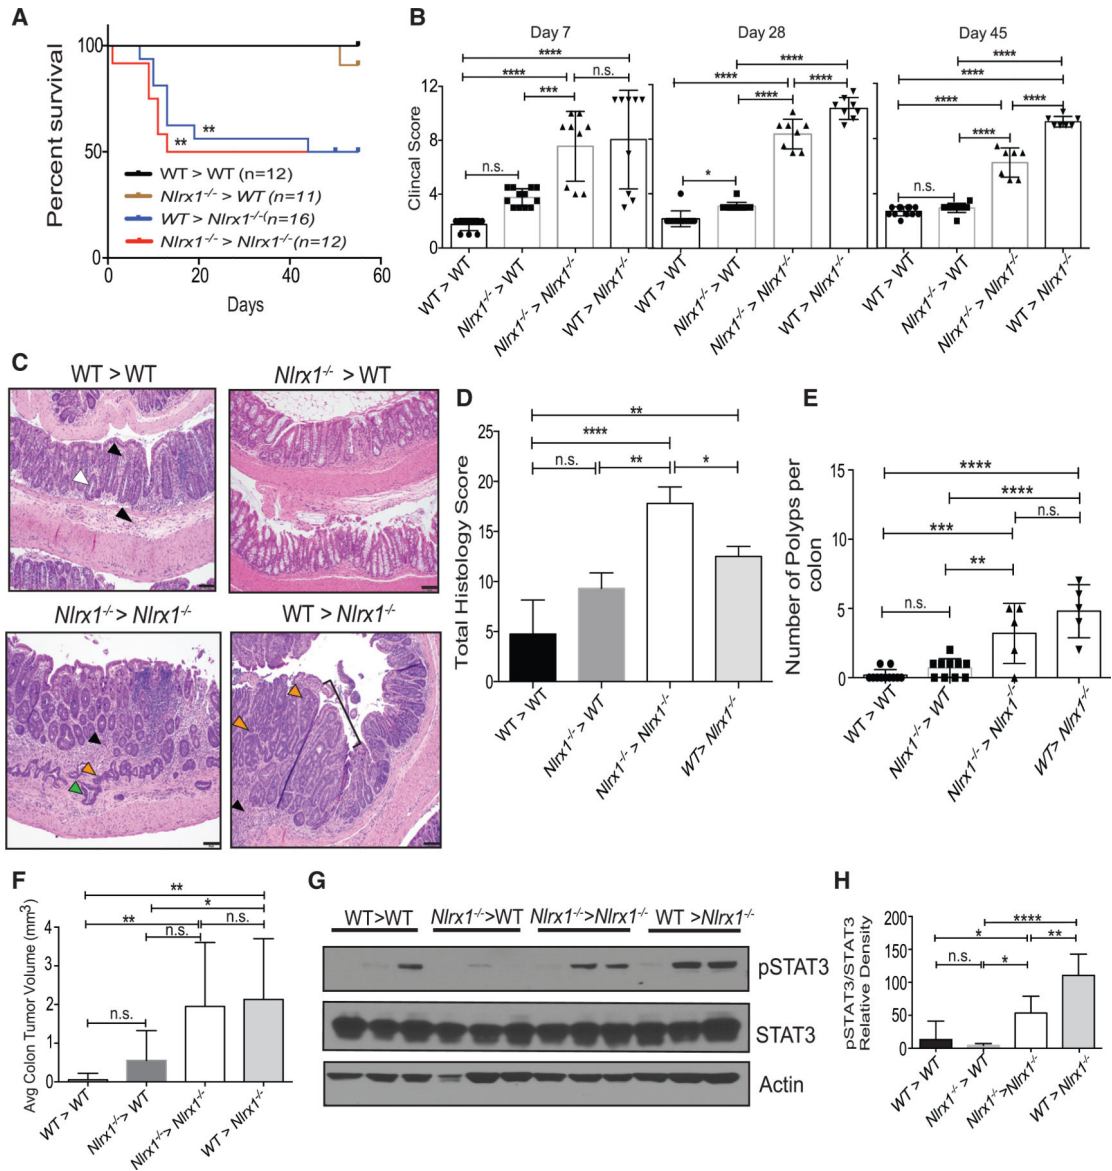 A
Percent survival
100
50
0
0
20
40
60
Days
**
**
WT > WT (n=12)
Nlrx1-/- > WT (n=11)
WT > Nlrx1-/-(n=16)
Nlrx1-/- > Nlrx1-/-(n=12)
B
Day 7
Day 28
Day 45
Clincal Score
12
8
4
0
****
****
n.s.
***
n.s.
****
****
****
****
*
****
****
****
****
****
n.s.
WT > WT
Nlrx1-/- > WT
Nlrx1-/- > Nlrx1-/-
WT > Nlrx1-/-
WT > WT
Nlrx1-/- > WT
Nlrx1-/- > Nlrx1-/-
WT > Nlrx1-/-
WT > WT
Nlrx1-/- > WT
Nlrx1-/- > Nlrx1-/-
WT > Nlrx1-/-
C
WT > WT
Nlrx1-/- > WT
Nlrx1-/-> Nlrx1-/-
WT > Nlrx1-/-
D
Total Histology Score
25
20
15
10
5
0
**
****
n.s.
**
*
WT > WT
Nlrx1-/- > WT
Nlrx1-/- > Nlrx1-/-
WT> Nlrx1-/-
E
Number of Polyps per
colon
15
10
5
0
****
****
***
n.s.
**
n.s.
WT > WT
Nlrx1-/- > WT
Nlrx1-/- > Nlrx1-/
WT> Nlrx1-/-
F
Avg Colon Tumor Volume (mm3)
4
3
2
1
0
**
*
**
n.s.
n.s.
n.s.
WT > WT
Nlrx1-/-> WT
Nlrx1-/-> Nlrx1-/-
WT > Nlrx1-/-
G
WT>WT
Nlrx1-/->WT
Nlrx1-/->Nlrx1-/-
WT >Nlrx1-/-
pSTAT3
STAT3
Actin
H
pSTAT3/STAT3
Relative Density
200
150
100
50
0
****
*
**
n.s.
*
WT > WT
Nlrx1-/- > WT
Nlrx1-/->Nlrx1-/-
WT > Nlrx1-/-